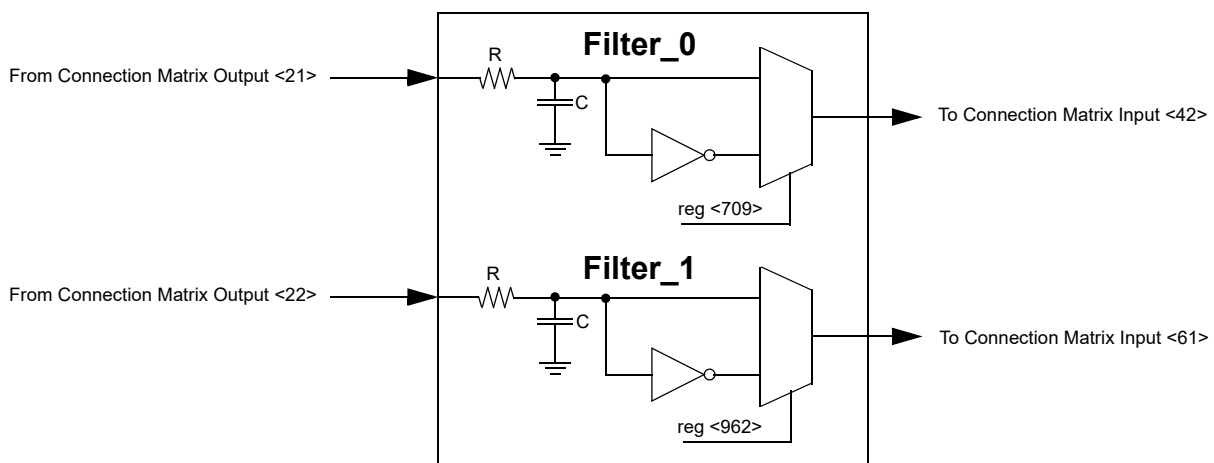 Filter_0
R
From Connection Matrix Output <21>
C
To Connection Matrix Input <42>
reg <709>
Filter_1
R
From Connection Matrix Output <22>
C
To Connection Matrix Input <61>
reg <962>